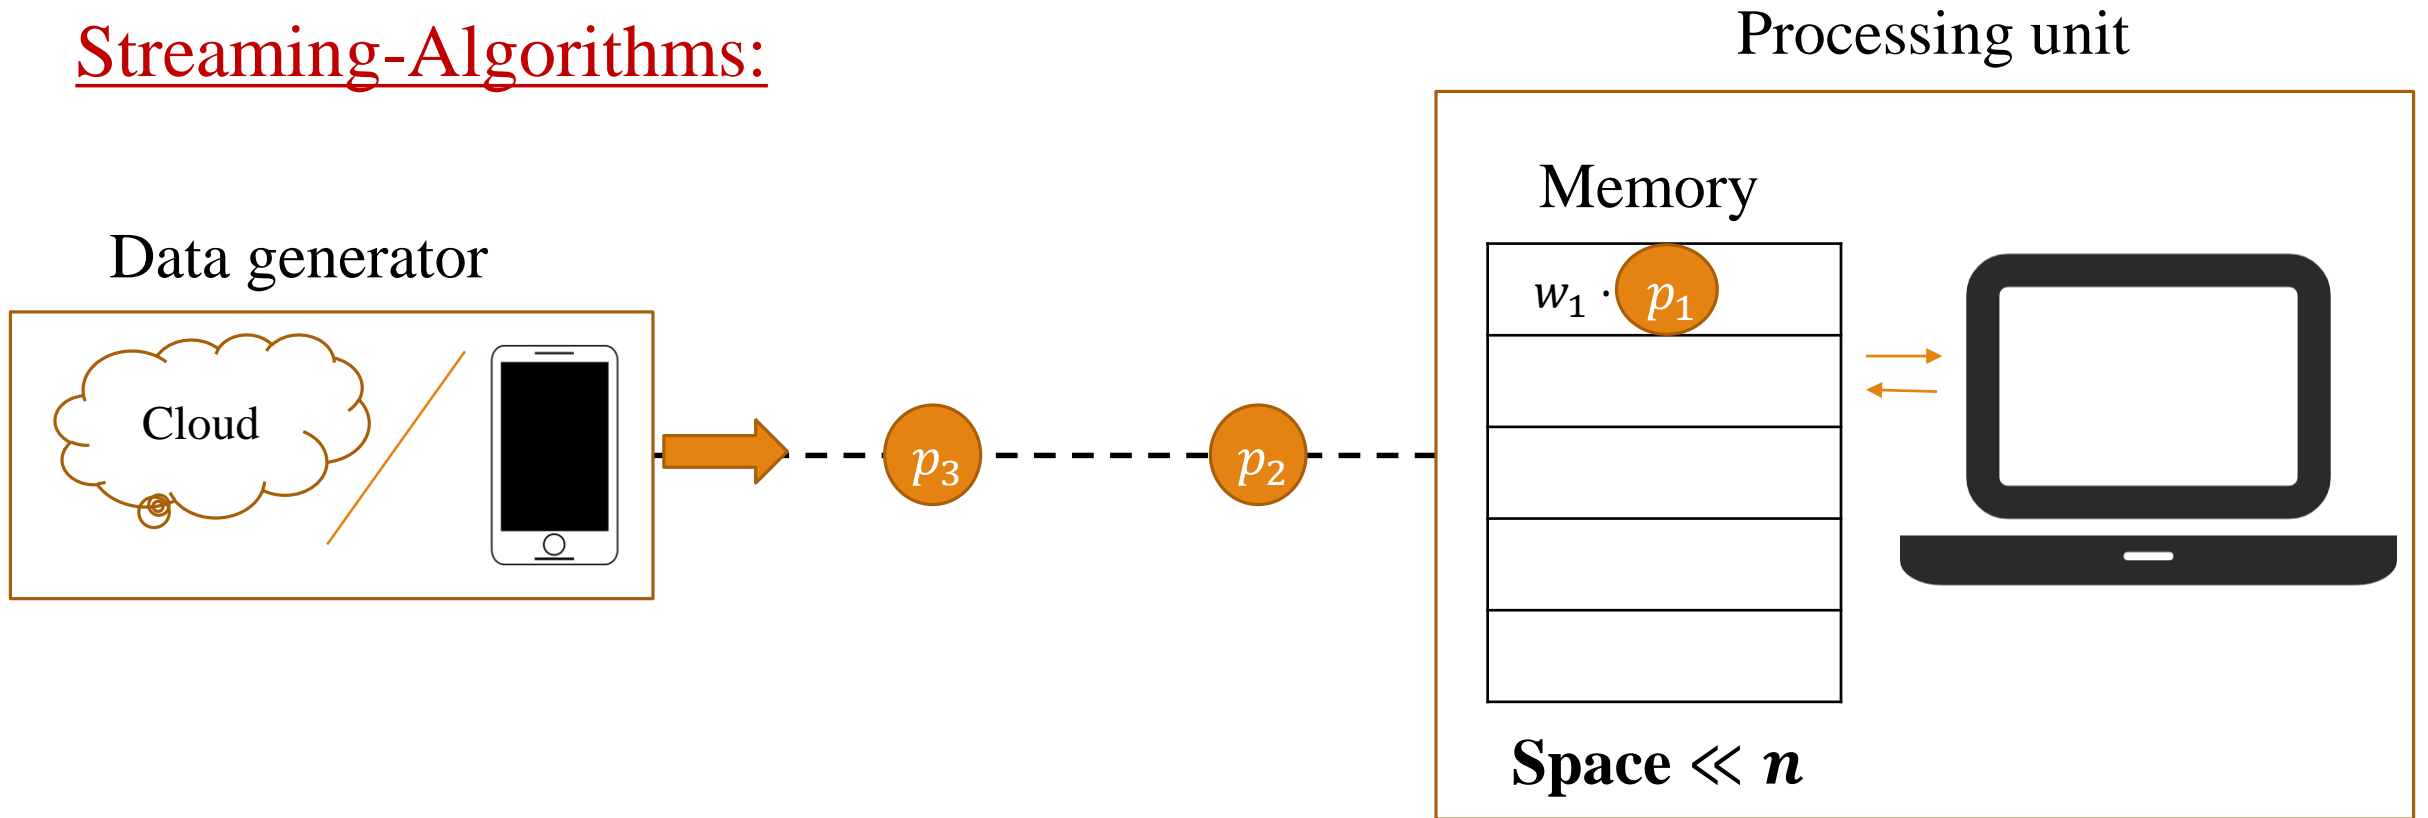 Streaming-Algorithms:
Processing unit
Memory
Data generator
w₁ · p₁
Cloud
p₃
p₂
Space ≪ n